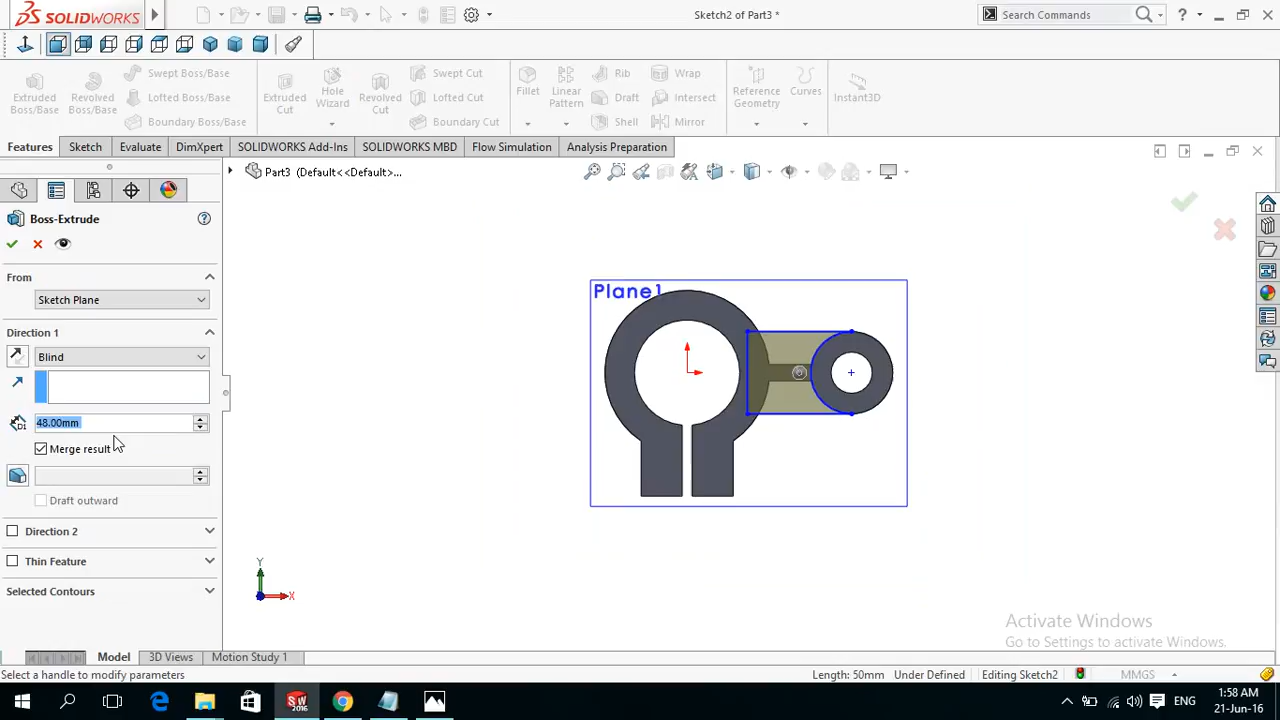 SOLIDWORKS
Sketch2 of Part3 *
Search Commands
Extruded Boss/Base
Revolved Boss/Base
Swept Boss/Base
Lofted Boss/Base
Boundary Boss/Base
Extruded Cut
Hole Wizard
Revolved Cut
Swept Cut
Lofted Cut
Boundary Cut
Fillet
Linear Pattern
Rib
Draft
Shell
Wrap
Intersect
Mirror
Reference Geometry
Curves
Instant3D
Features Sketch Evaluate DimXpert SOLIDWORKS Add-Ins SOLIDWORKS MBD Flow Simulation Analysis Preparation
Part3 (Default<<Default>...
Boss-Extrude
From
Sketch Plane
Direction 1
Blind
48.00mm
Merge result
Draft outward
Direction 2
Thin Feature
Selected Contours
Plane1
Y
X
Activate Windows
Go to Settings to activate Windows.
Model 3D Views Motion Study 1
Select a handle to modify parameters
Length: 50mm Under Defined Editing Sketch2 MMGS
SW 2016
ENG
1:58 AM
21-Jun-16